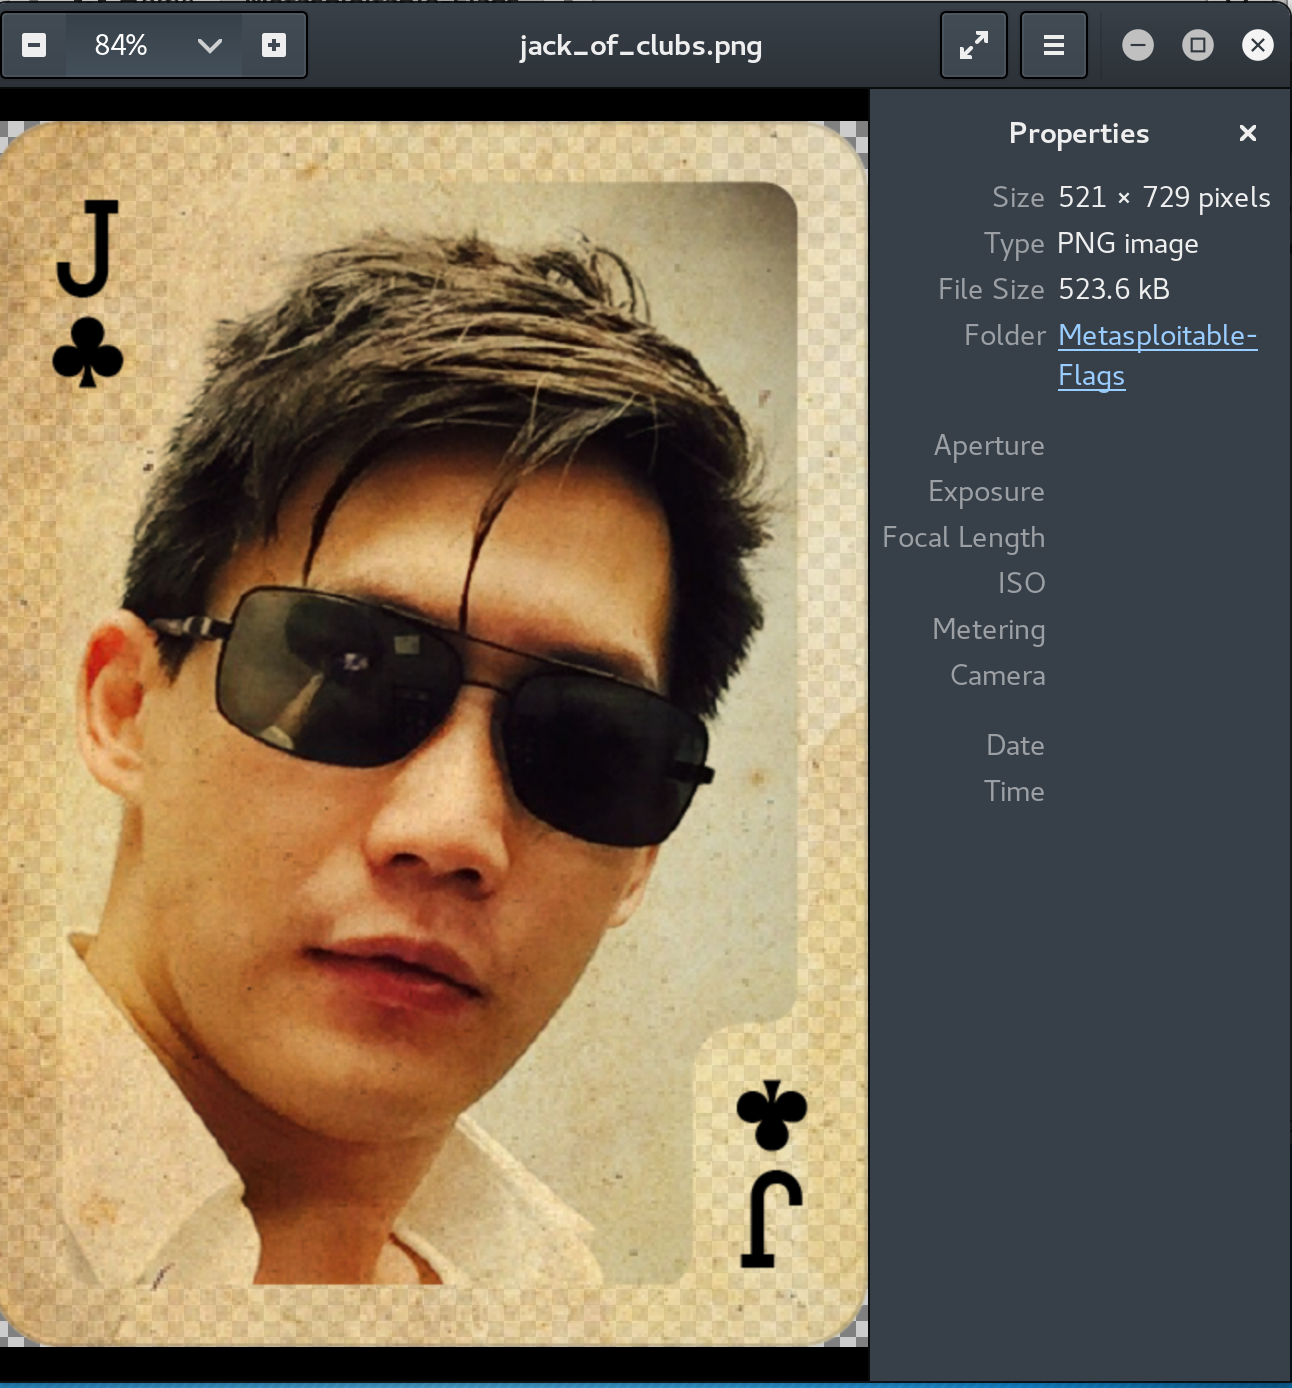 84%
jack_of_clubs.png
Properties
Size 521 × 729 pixels
Type PNG image
File Size 523.6 kB
Folder Metasploitable-
Flags
Aperture
Exposure
Focal Length
ISO
Metering
Camera
Date
Time
J
J